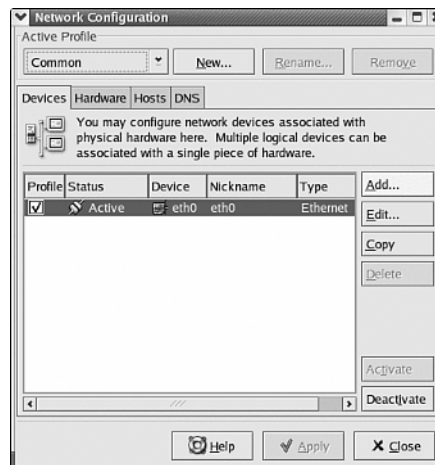 Network Configuration
Active Profile
Common
New...
Rename...
Remove
Devices
Hardware
Hosts
DNS
You may configure network devices associated with
physical hardware here. Multiple logical devices can be
associated with a single piece of hardware.
Profile Status Device Nickname Type
Active eth0 eth0 Ethernet
Add...
Edit...
Copy
Delete
Activate
Deactivate
Help
Apply
Close